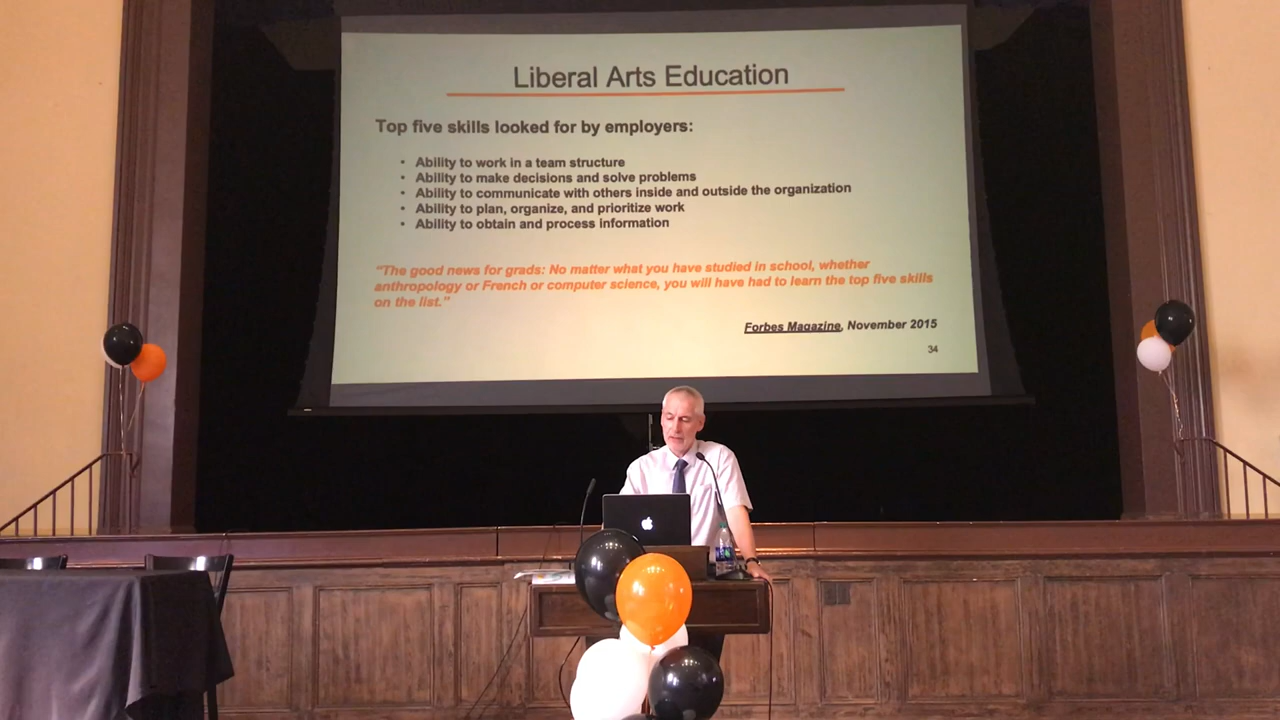 Liberal Arts Education
Top five skills looked for by employers:
• Ability to work in a team structure
• Ability to make decisions and solve problems
• Ability to communicate with others inside and outside the organization
• Ability to plan, organize, and prioritize work
• Ability to obtain and process information
“The good news for grads: No matter what you have studied in school, whether
anthropology or French or computer science, you will have had to learn the top five skills
on the list.”
Forbes Magazine, November 2015
34